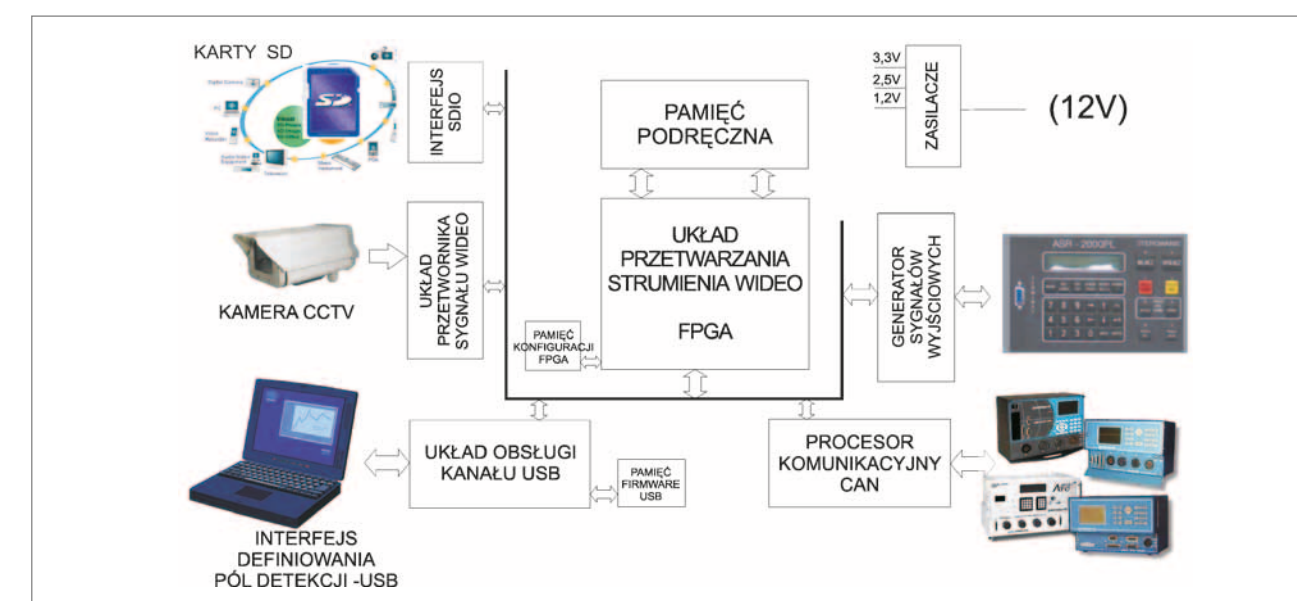 KARTY SD
INTERFEJS
SDIO
PAMIĘĆ
PODRĘCZNA
3,3V
2,5V
1,2V
ZASILACZE
(12V)
KAMERA CCTV
UKŁAD
PRZETWORNIKA
SYGNAŁU WIDEO
UKŁAD
PRZETWARZANIA
STRUMIENIA WIDEO
FPGA
PAMIĘĆ
KONFIGURACJI
FPGA
GENERATOR
SYGNAŁÓW
WYJŚCIOWYCH
ASR - 2000PL
UKŁAD OBSŁUGI
KANAŁU USB
PAMIĘĆ
FIRMWARE
USB
PROCESOR
KOMUNIKACYJNY
CAN
INTERFEJS
DEFINIOWANIA
PÓL DETEKCJI -USB